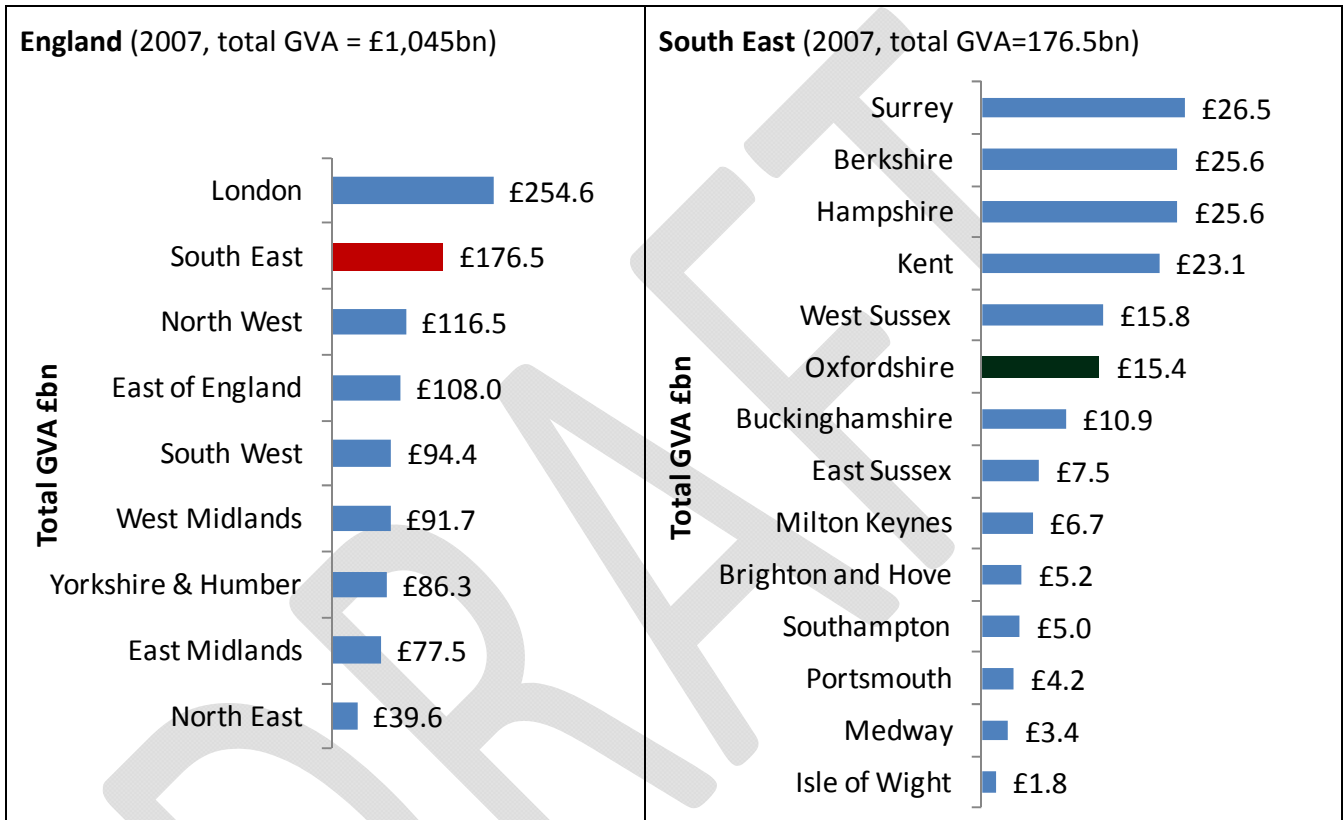 England (2007, total GVA = £1,045bn)
Total GVA £bn
London £254.6
South East £176.5
North West £116.5
East of England £108.0
South West £94.4
West Midlands £91.7
Yorkshire & Humber £86.3
East Midlands £77.5
North East £39.6
South East (2007, total GVA=176.5bn)
Total GVA £bn
Surrey £26.5
Berkshire £25.6
Hampshire £25.6
Kent £23.1
West Sussex £15.8
Oxfordshire £15.4
Buckinghamshire £10.9
East Sussex £7.5
Milton Keynes £6.7
Brighton and Hove £5.2
Southampton £5.0
Portsmouth £4.2
Medway £3.4
Isle of Wight £1.8
DRAFT